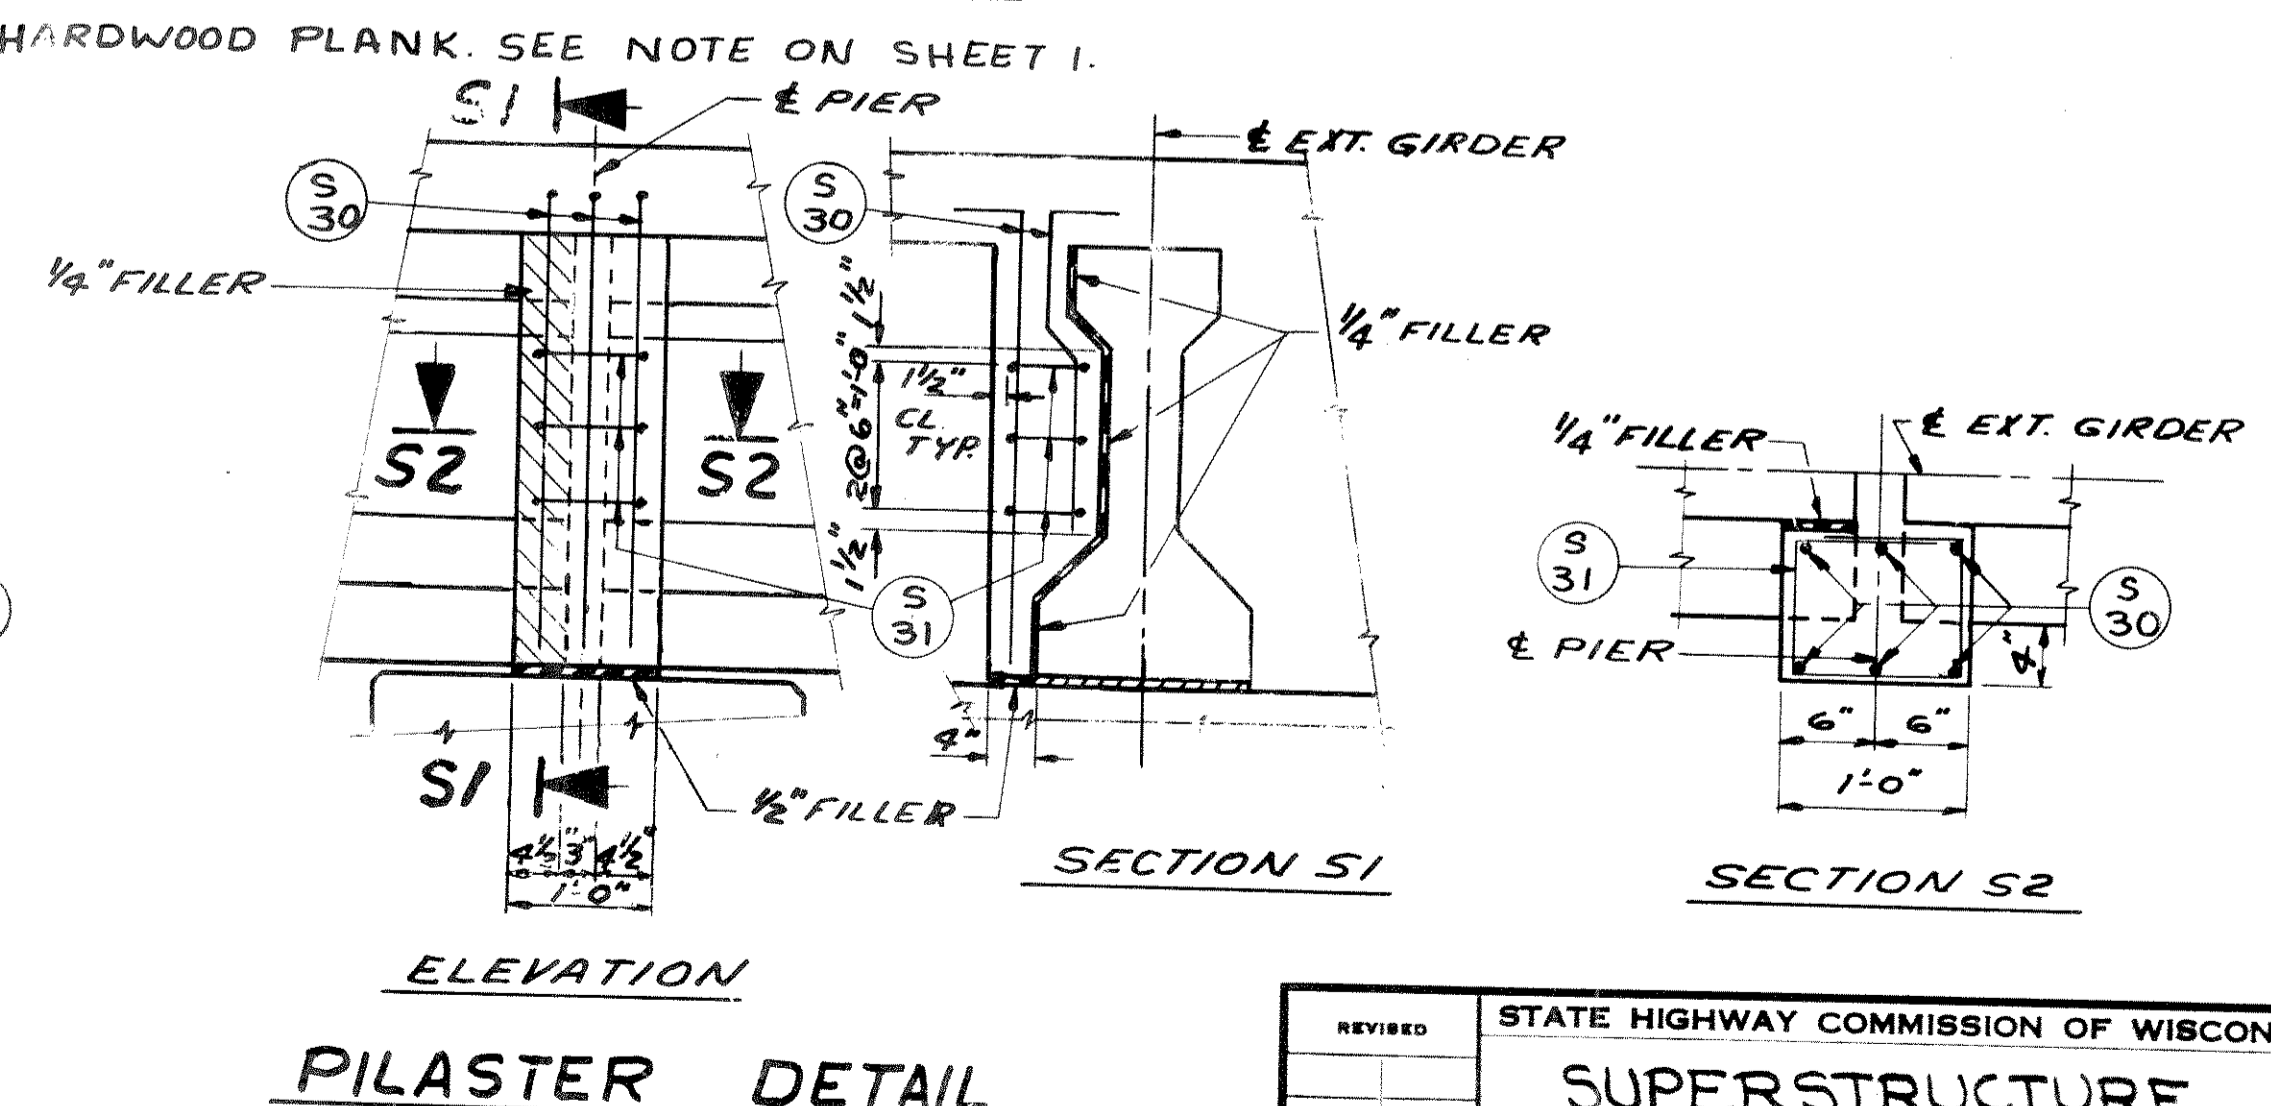 HARDWOOD PLANK. SEE NOTE ON SHEET 1.
S1
℄ PIER
℄ EXT. GIRDER
S
30
S
30
1/4" FILLER
1 1/2"
2@6"=1'-0"
1 1/2"
1 1/2"
CL.
TYP.
1/4" FILLER
S2
S2
S
31
4"
S1
1/2" FILLER
4 1/2"
3"
4 1/2"
1'-0"
ELEVATION
SECTION S1
1/4" FILLER
℄ EXT. GIRDER
S
31
S
30
℄ PIER
4"
6"
6"
1'-0"
SECTION S2
PILASTER DETAIL
REVISED
STATE HIGHWAY COMMISSION OF WISCON
SUPERSTRUCTURE